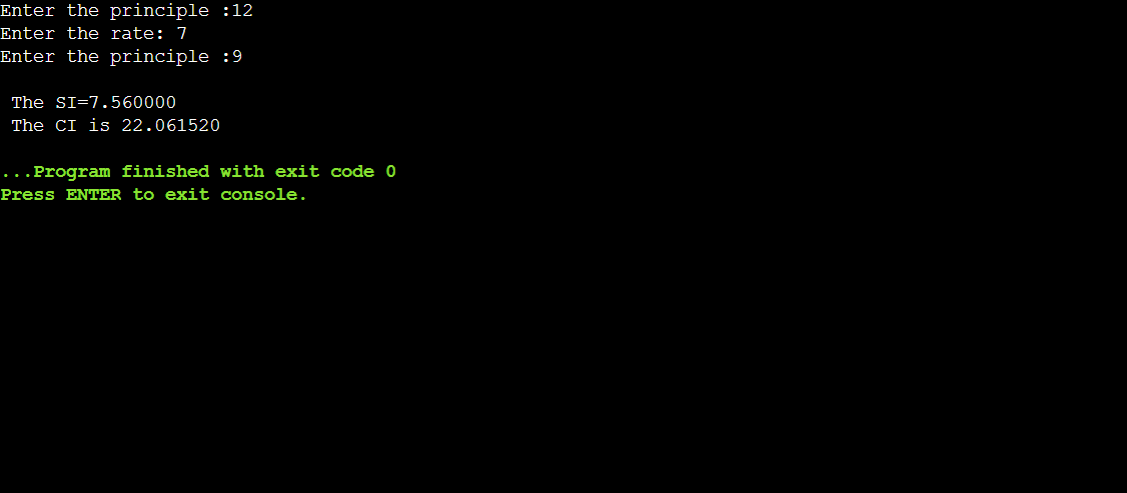 Enter the principle :12
Enter the rate: 7
Enter the principle :9
The SI=7.560000
The CI is 22.061520
...Program finished with exit code 0
Press ENTER to exit console.